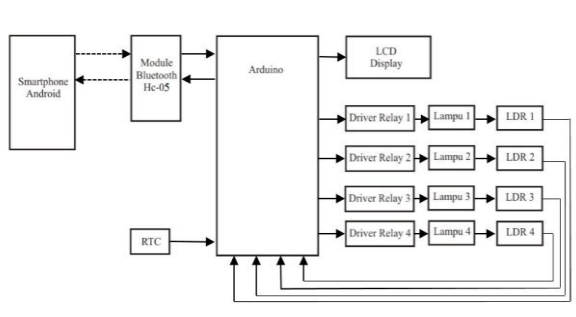 Smartphone
Android
Module
Bluetooth
Hc-05
Arduino
LCD
Display
Driver Relay 1
Lampu 1
LDR 1
Driver Relay 2
Lampu 2
LDR 2
Driver Relay 3
Lampu 3
LDR 3
Driver Relay 4
Lampu 4
LDR 4
RTC